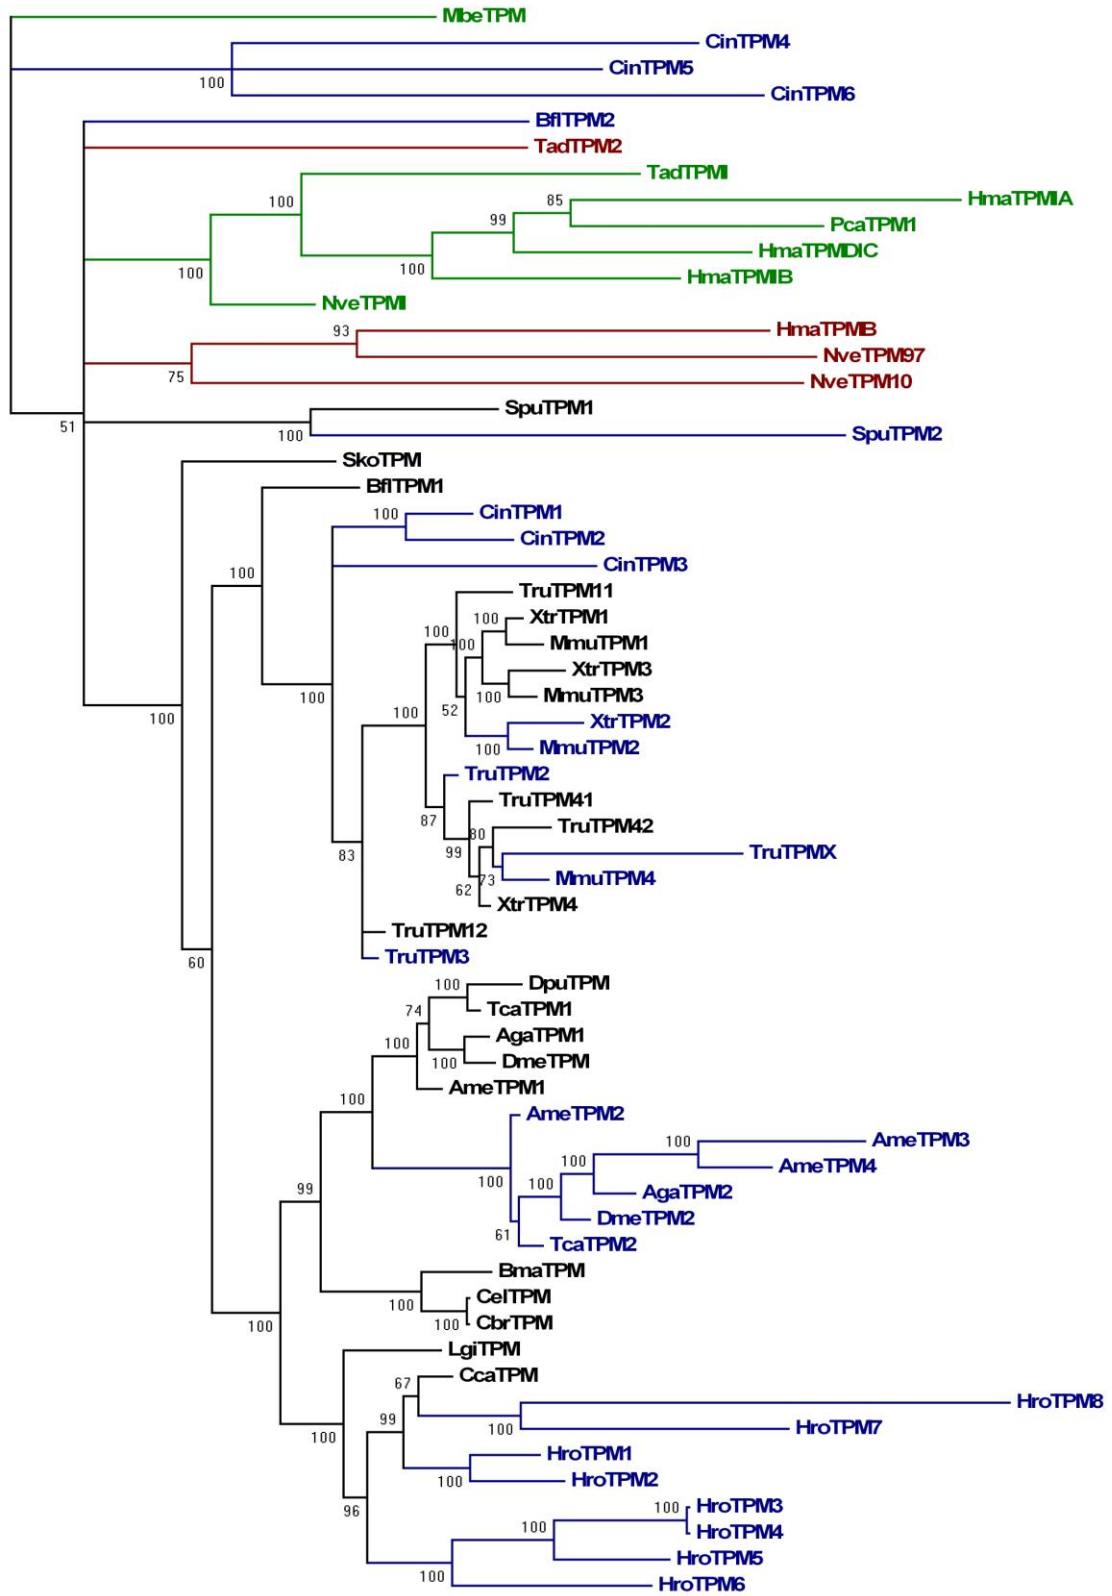 MbeTPM
CinTPM4
CinTPM5
100
CinTPM6
BflTPM2
51
TadTPM2
TadTPMI
100
85
HmaTPMIA
99
PcaTPM1
HmaTPMDIC
100
100
HmaTPMIB
NveTPMI
93
HmaTPMB
NveTPM97
75
NveTPM10
SpuTPM1
100
SpuTPM2
SkoTPM
100
BflTPM1
100
100
CinTPM1
CinTPM2
100
CinTPM3
TruTPM11
100
100
XtrTPM1
100
MmuTPM1
XtrTPM3
100
MmuTPM3
100
52
XtrTPM2
100
MmuTPM2
TruTPM2
87
TruTPM41
80
TruTPM42
99
TruTPMX
83
62
73
MmuTPM4
XtrTPM4
TruTPM12
60
TruTPM3
100
DpuTPM
74
TcaTPM1
100
AgaTPM1
100
DmeTPM
100
AmeTPM1
AmeTPM2
100
AmeTPM3
100
AmeTPM4
100
100
AgaTPM2
99
DmeTPM2
61
TcaTPM2
BmaTPM
100
CelTPM
100
CbrTPM
100
LgiTPM
67
CcaTPM
99
HroTPM8
100
100
HroTPM7
HroTPM1
100
HroTPM2
96
100
HroTPM3
HroTPM4
100
HroTPM5
100
HroTPM6